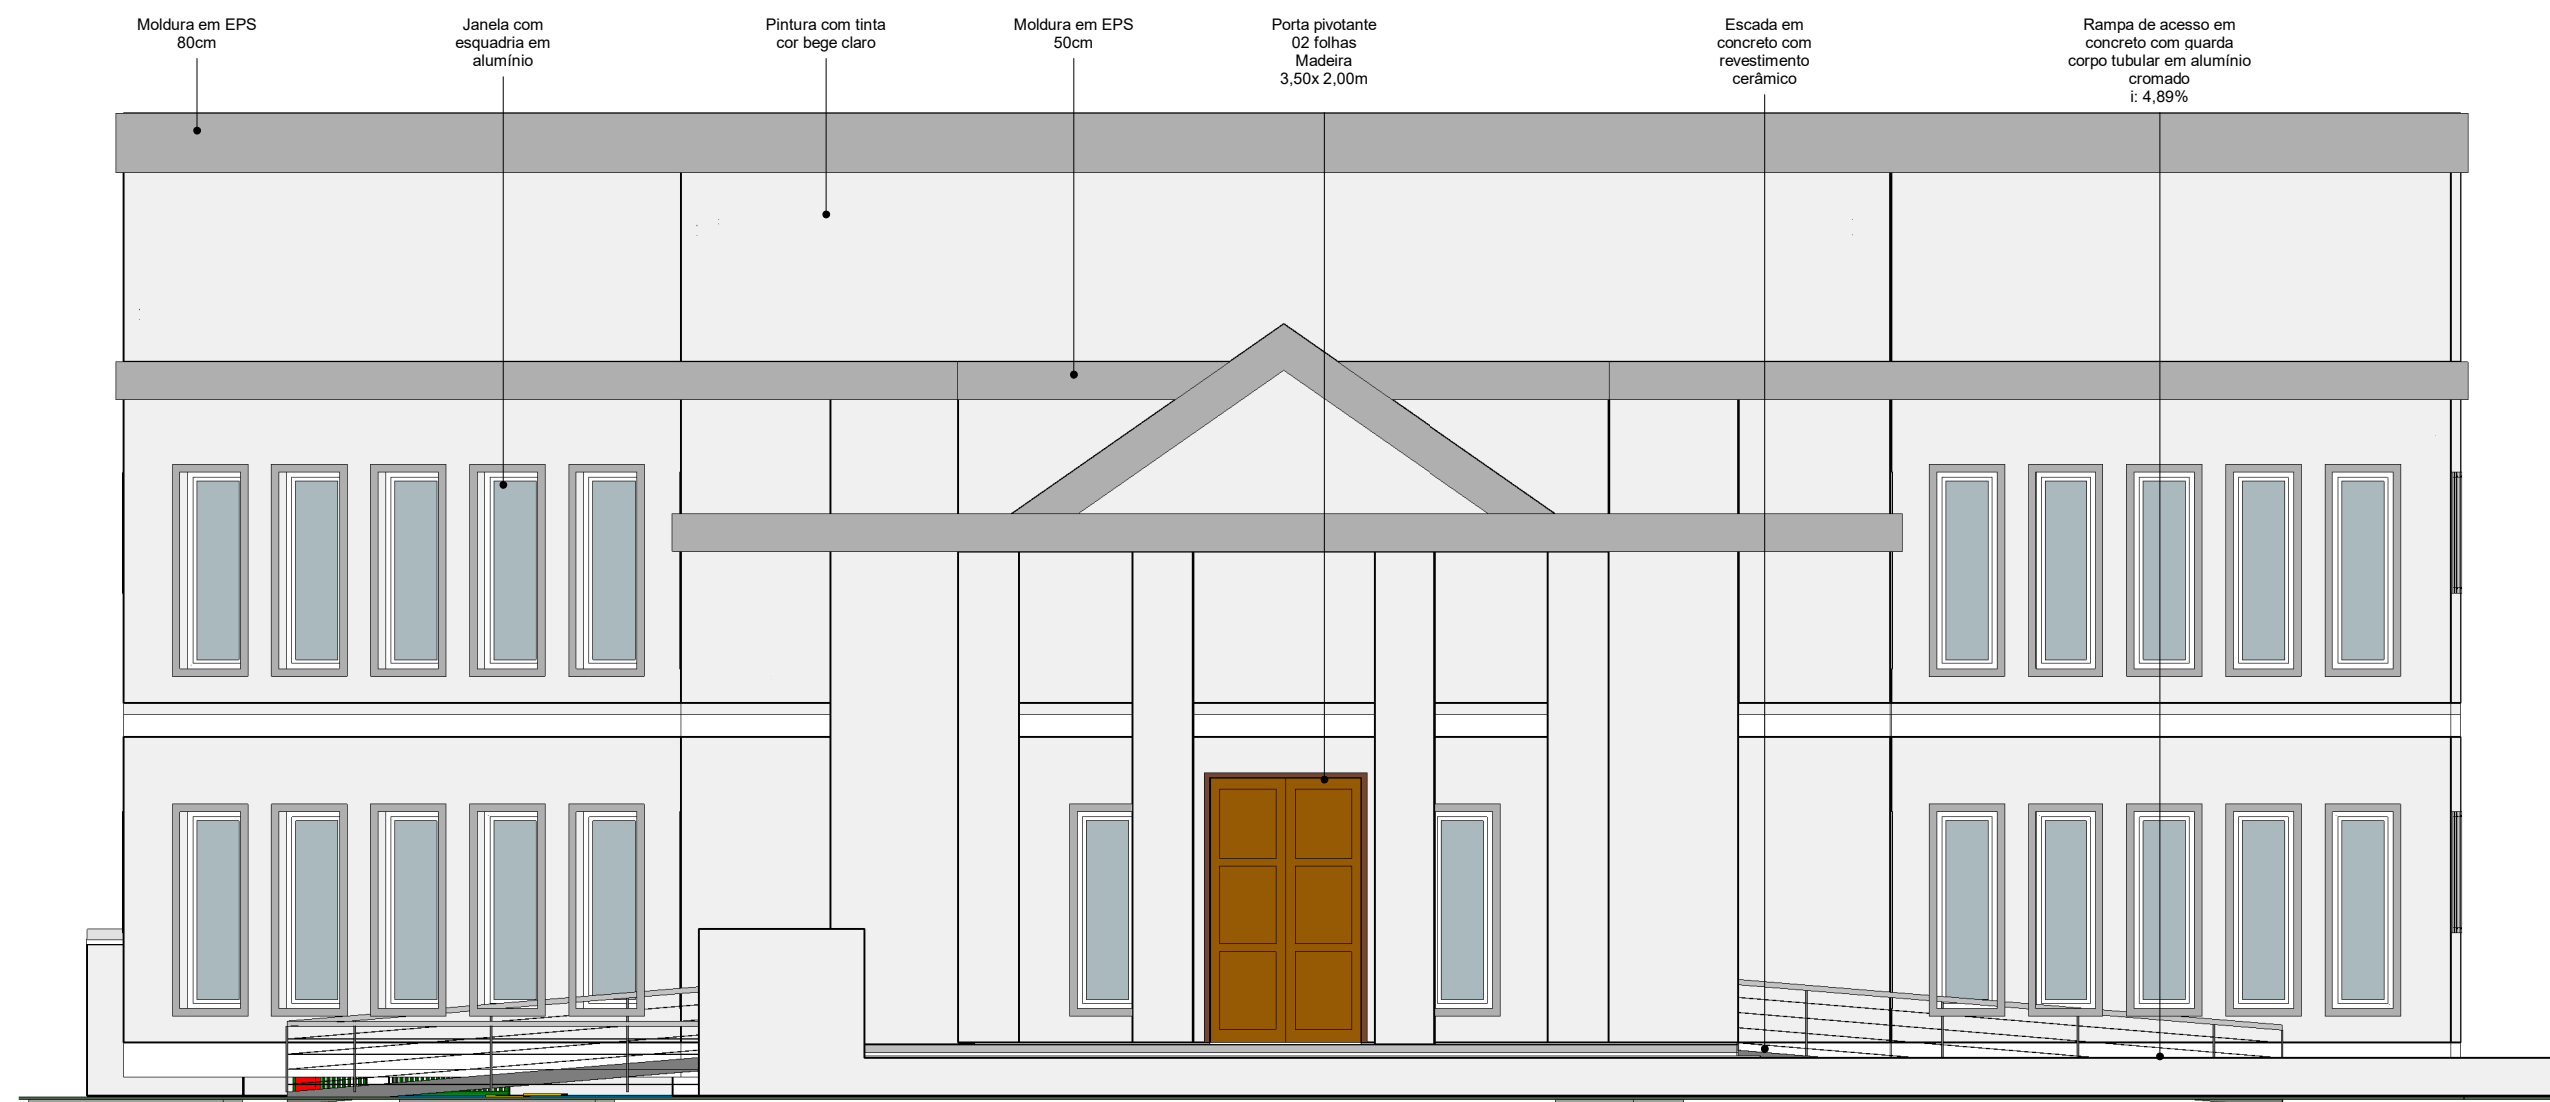 Moldura em EPS
80cm
Janela com
esquadria em
alumínio
Pintura com tinta
cor bege claro
Moldura em EPS
50cm
Porta pivotante
02 folhas
Madeira
3,50x 2,00m
Escada em
concreto com
revestimento
cerâmico
Rampa de acesso em
concreto com guarda
corpo tubular em alumínio
cromado
i: 4,89%